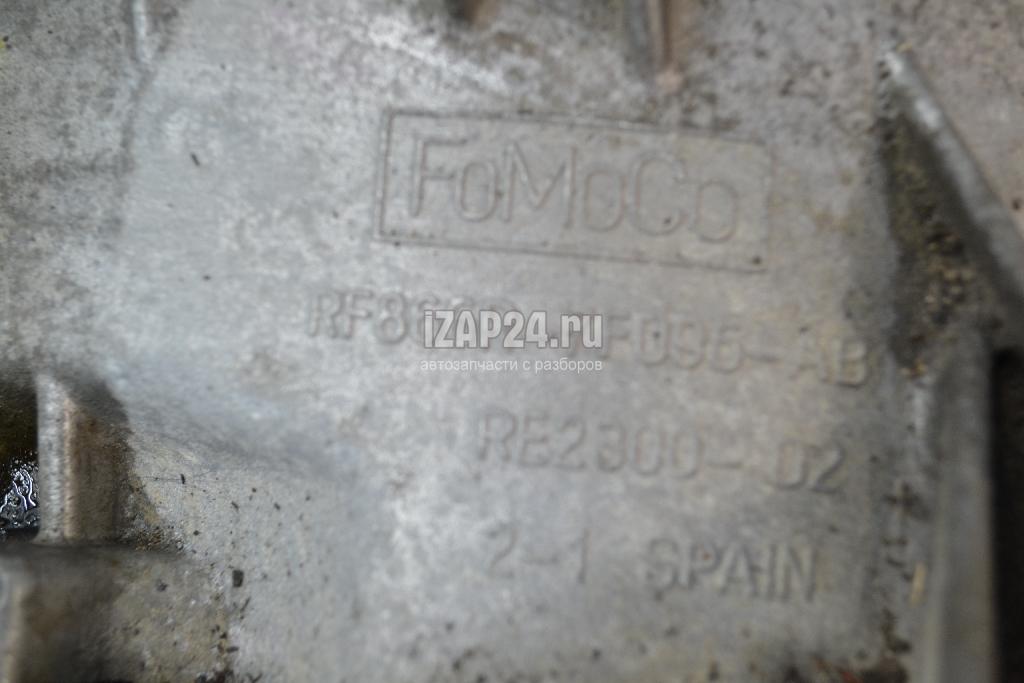 FoMoCo
iZAP24.ru
автозапчасти с разборов
RE2300-02
2-1 SPAIN